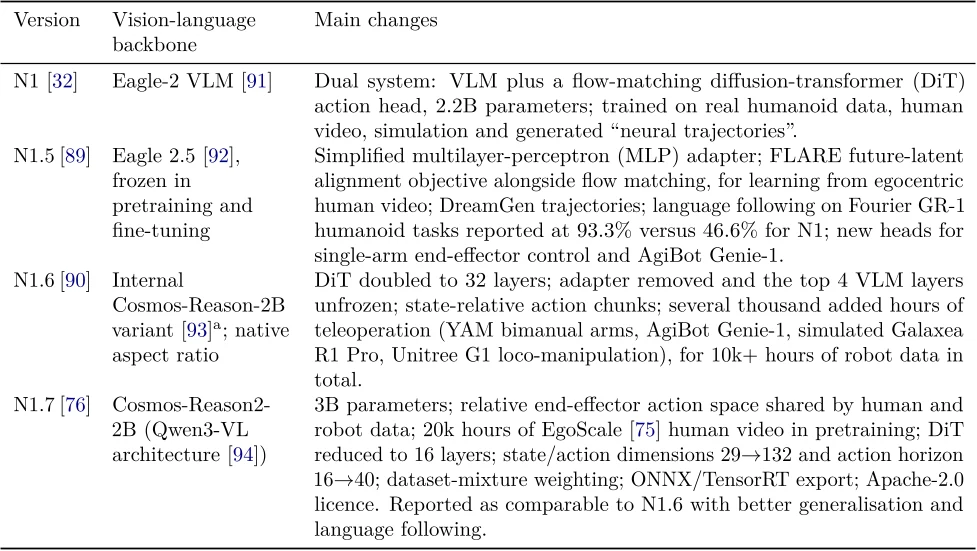 Version Vision-language Main changes
backbone
N1 [32] Eagle-2 VLM [91] Dual system: VLM plus a flow-matching diffusion-transformer (DiT)
action head, 2.2B parameters; trained on real humanoid data, human
video, simulation and generated “neural trajectories”.
N1.5 [89] Eagle 2.5 [92], Simplified multilayer-perceptron (MLP) adapter; FLARE future-latent
frozen in alignment objective alongside flow matching, for learning from egocentric
pretraining and human video; DreamGen trajectories; language following on Fourier GR-1
fine-tuning humanoid tasks reported at 93.3% versus 46.6% for N1; new heads for
single-arm end-effector control and AgiBot Genie-1.
N1.6 [90] Internal DiT doubled to 32 layers; adapter removed and the top 4 VLM layers
Cosmos-Reason-2B unfrozen; state-relative action chunks; several thousand added hours of
variant [93]ᵃ; native teleoperation (YAM bimanual arms, AgiBot Genie-1, simulated Galaxea
aspect ratio R1 Pro, Unitree G1 loco-manipulation), for 10k+ hours of robot data in
total.
N1.7 [76] Cosmos-Reason2- 3B parameters; relative end-effector action space shared by human and
2B (Qwen3-VL robot data; 20k hours of EgoScale [75] human video in pretraining; DiT
architecture [94]) reduced to 16 layers; state/action dimensions 29→132 and action horizon
16→40; dataset-mixture weighting; ONNX/TensorRT export; Apache-2.0
licence. Reported as comparable to N1.6 with better generalisation and
language following.